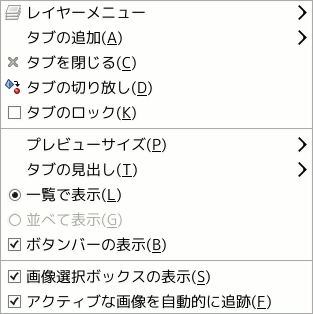 レイヤーメニュー
タブの追加(A)
タブを閉じる(C)
タブの切り放し(D)
タブのロック(K)
プレビューサイズ(P)
タブの見出し(T)
一覧で表示(L)
並べて表示(G)
ボタンバーの表示(B)
画像選択ボックスの表示(S)
アクティブな画像を自動的に追跡(F)